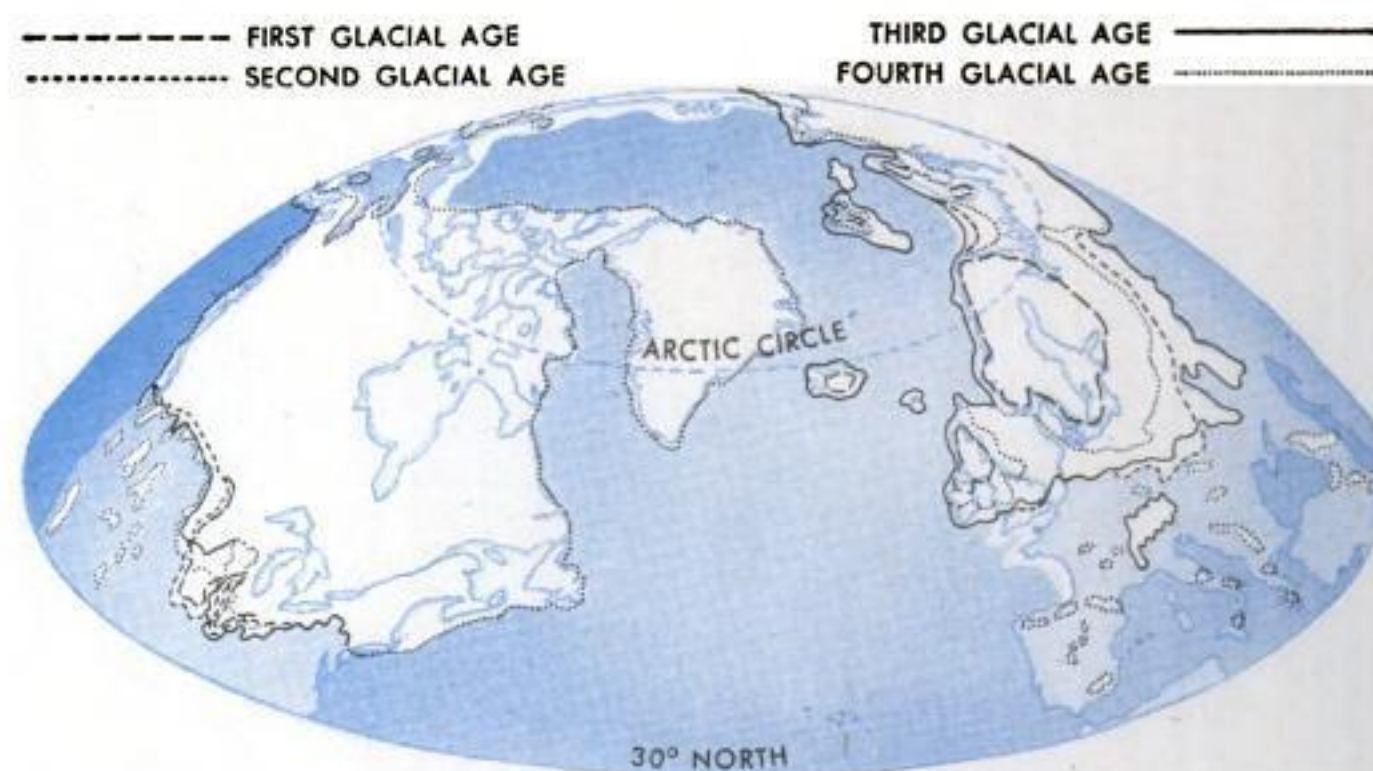 FIRST GLACIAL AGE
SECOND GLACIAL AGE
THIRD GLACIAL AGE
FOURTH GLACIAL AGE
ARCTIC CIRCLE
30° NORTH